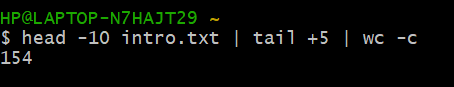 HP@LAPTOP-N7HAJT29 ~
$ head -10 intro.txt | tail +5 | wc -c
154